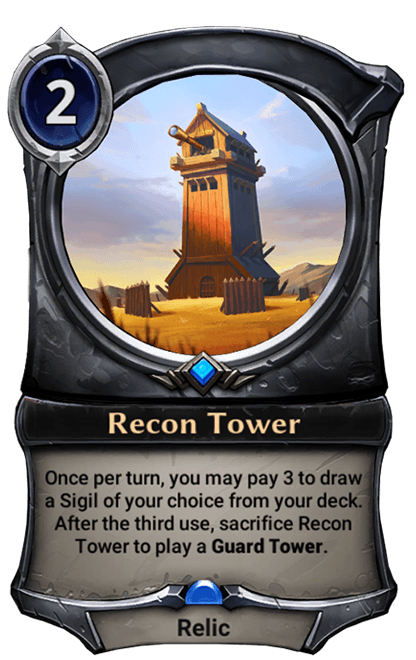 2
Recon Tower
Once per turn, you may pay 3 to draw
a Sigil of your choice from your deck.
After the third use, sacrifice Recon
Tower to play a Guard Tower.
Relic